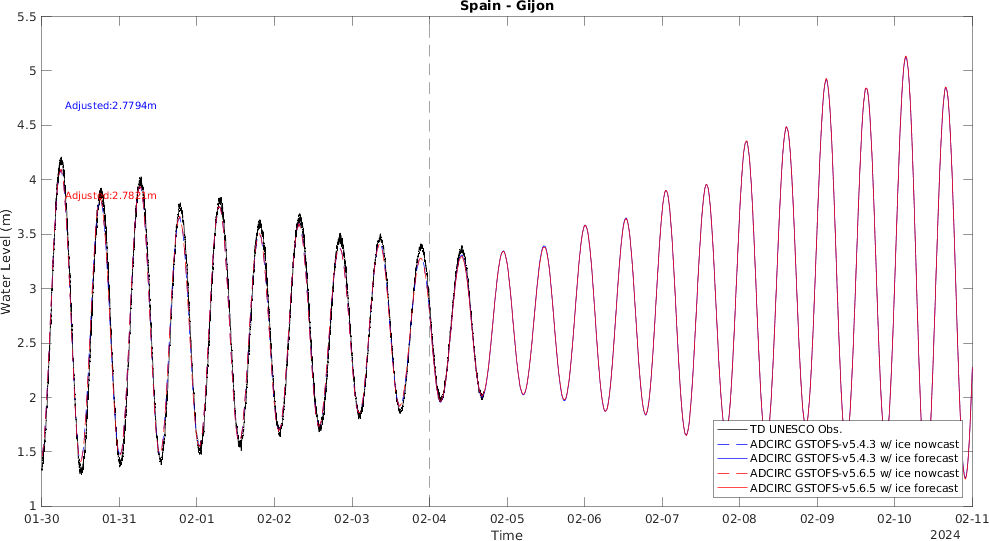 Spain - Gijon
5.5
5
4.5
4
3.5
3
2.5
2
1.5
1
Water Level (m)
Adjusted:2.7794m
TD UNESCO Obs.
ADCIRC GSTOFS-v5.4.3 w/ ice nowcast
ADCIRC GSTOFS-v5.4.3 w/ ice forecast
ADCIRC GSTOFS-v5.6.5 w/ ice nowcast
ADCIRC GSTOFS-v5.6.5 w/ ice forecast
01-30 01-31 02-01 02-02 02-03 02-04 02-05 02-06 02-07 02-08 02-09 02-10 02-11
Time
2024